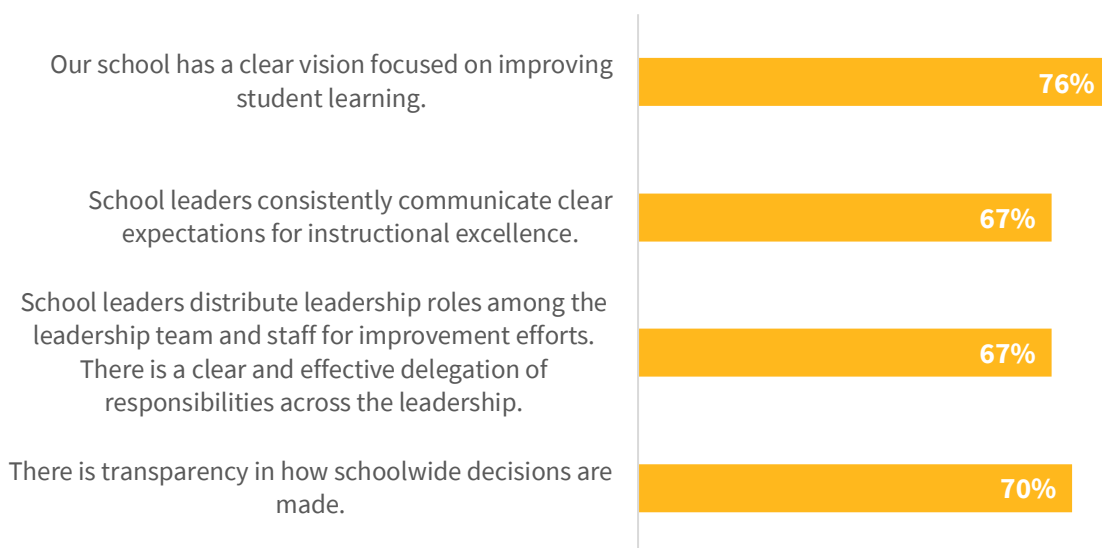 Our school has a clear vision focused on improving
student learning.
76%
School leaders consistently communicate clear
expectations for instructional excellence.
67%
School leaders distribute leadership roles among the
leadership team and staff for improvement efforts.
There is a clear and effective delegation of
responsibilities across the leadership.
67%
There is transparency in how schoolwide decisions are
made.
70%